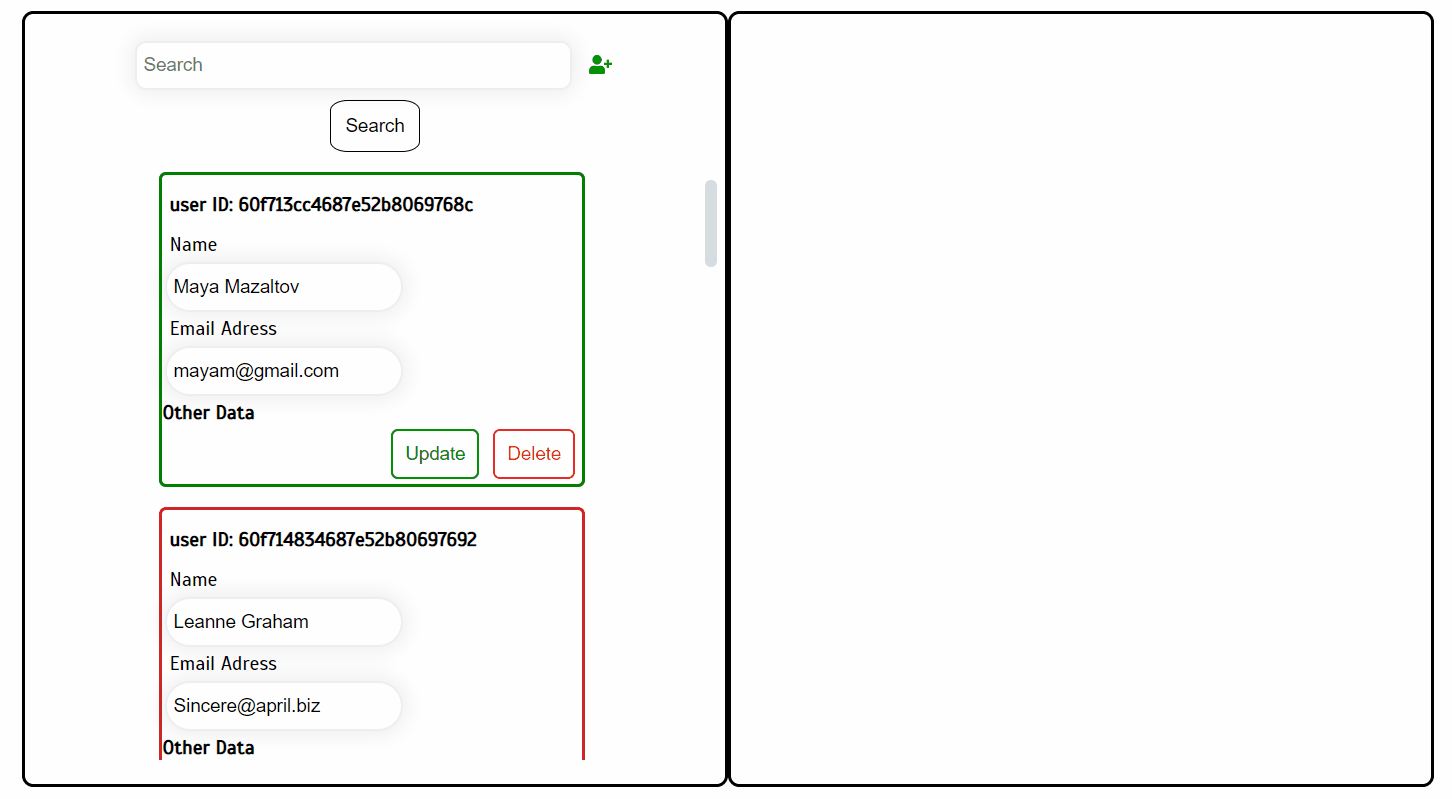 Search
Search
user ID: 60f713cc4687e52b8069768c
Name
Maya Mazaltov
Email Adress
mayam@gmail.com
Other Data
Update Delete
user ID: 60f714834687e52b80697692
Name
Leanne Graham
Email Adress
Sincere@april.biz
Other Data